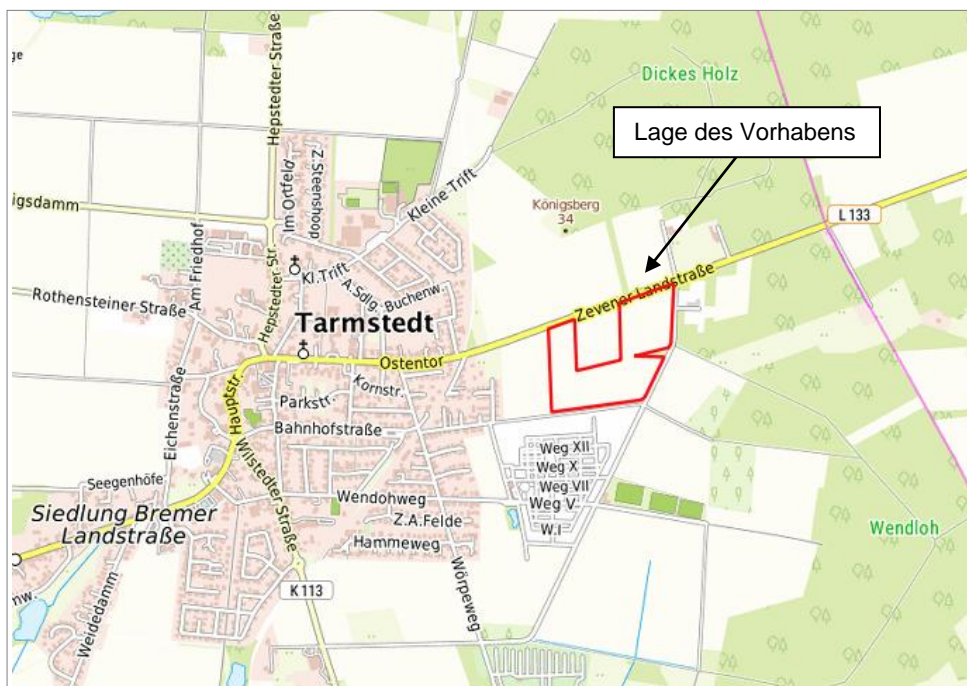 ge
Hepstedter Straße
Dickes Holz
Lage des Vorhabens
Z.Steenshoop
Im Ortfeld
Kleine Trift
igsdamm
Königsberg
34
L 133
Am Friedhof
Kl.Trift
Zevener Landstraße
Rothensteiner Straße
Hepstedter Str.
A.Sdlg.
Buchenw.
Tarmstedt
Ostentor
Kornstr.
Hauptstr.
Parkstr.
Eichenstraße
Bahnhofstraße
Weg XII
Weg X
Wilstedter Straße
Seegenhöfe
Weg VII
Wendohweg
Weg V
Siedlung Bremer
Landstraße
Z.A.Felde
W.I
Wendloh
Hammeweg
Wörpeweg
K 113
nw.
Weidedamm